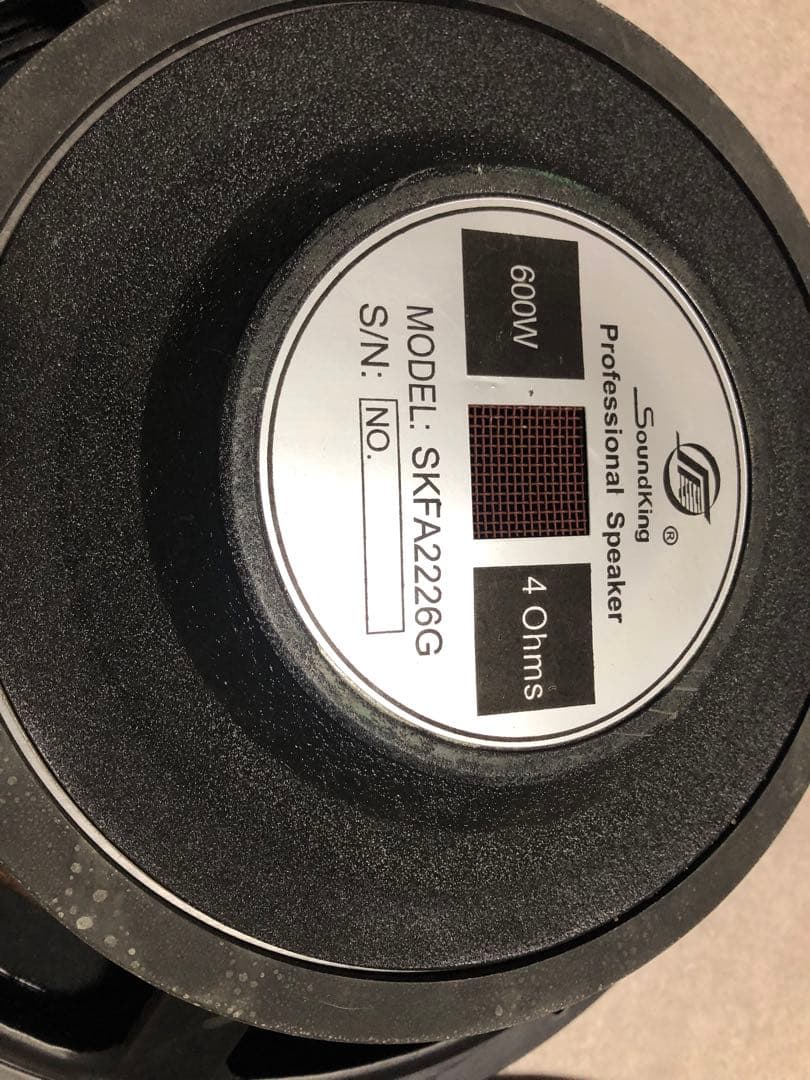 ®
SoundKing
Professional Speaker
600W
4 Ohms
MODEL: SKFA2226G
S/N: NO.